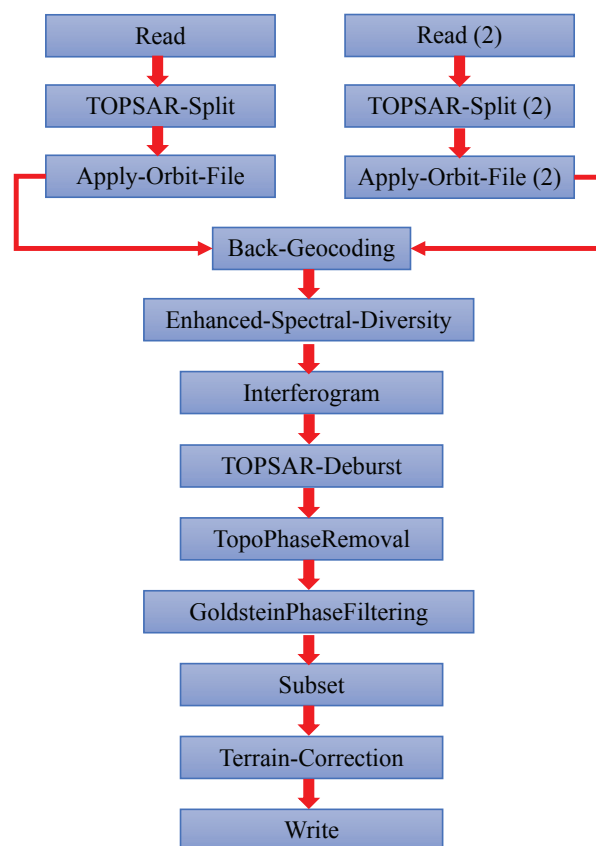 Read
Read (2)
TOPSAR-Split
TOPSAR-Split (2)
Apply-Orbit-File
Apply-Orbit-File (2)
Back-Geocoding
Enhanced-Spectral-Diversity
Interferogram
TOPSAR-Deburst
TopoPhaseRemoval
GoldsteinPhaseFiltering
Subset
Terrain-Correction
Write